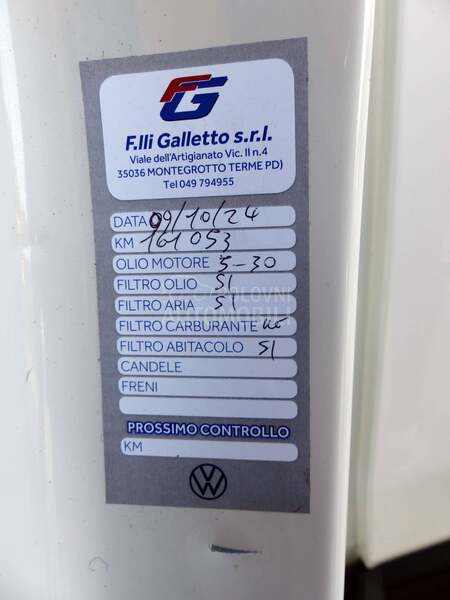 FG
F.lli Galletto s.r.l.
Viale dell'Artigianato Vic. II n.4
35036 MONTEGROTTO TERME PD)
Tel 049 794955
DATA 09/10/24
KM 161053
OLIO MOTORE 5-30
FILTRO OLIO SI
FILTRO ARIA SI
FILTRO CARBURANTE
FILTRO ABITACOLO SI
CANDELE
FRENI
PROSSIMO CONTROLLO
KM